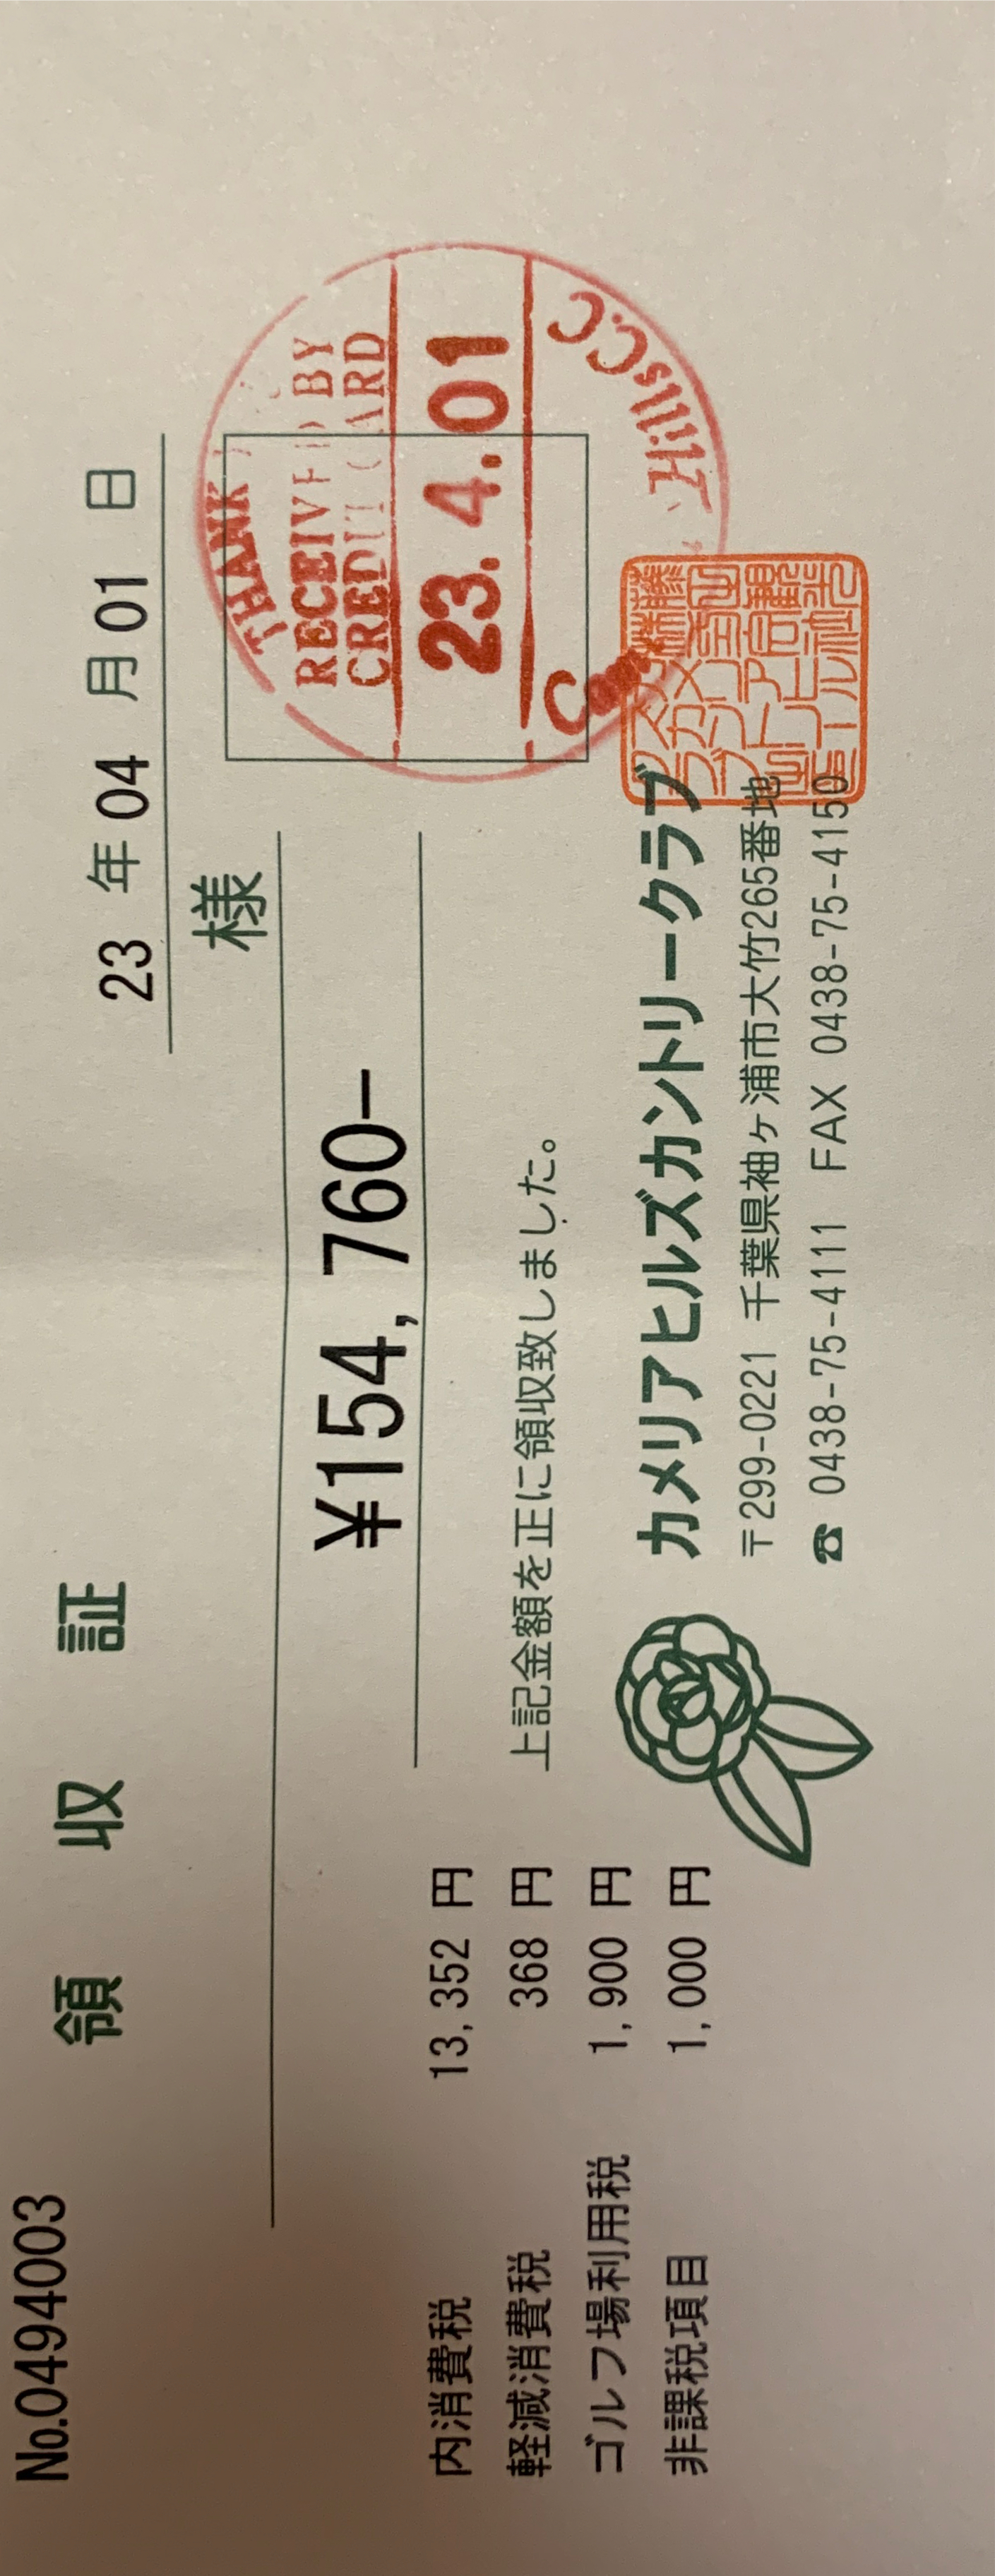 No.0494003
領 収 証
23 年 04 月 01 日
様
¥154,760−
内消費税 13,352 円
軽減消費税 368 円
ゴルフ場利用税 1,900 円
非課税項目 1,000 円
上記金額を正に領収致しました。
カメリアヒルズカントリークラブ
〒299-0221 千葉県袖ヶ浦市大竹265番地
☎ 0438-75-4111 FAX 0438-75-4150
THANK
RECEIVED BY
CREDIT CARD
23. 4. 01
Hills C.C